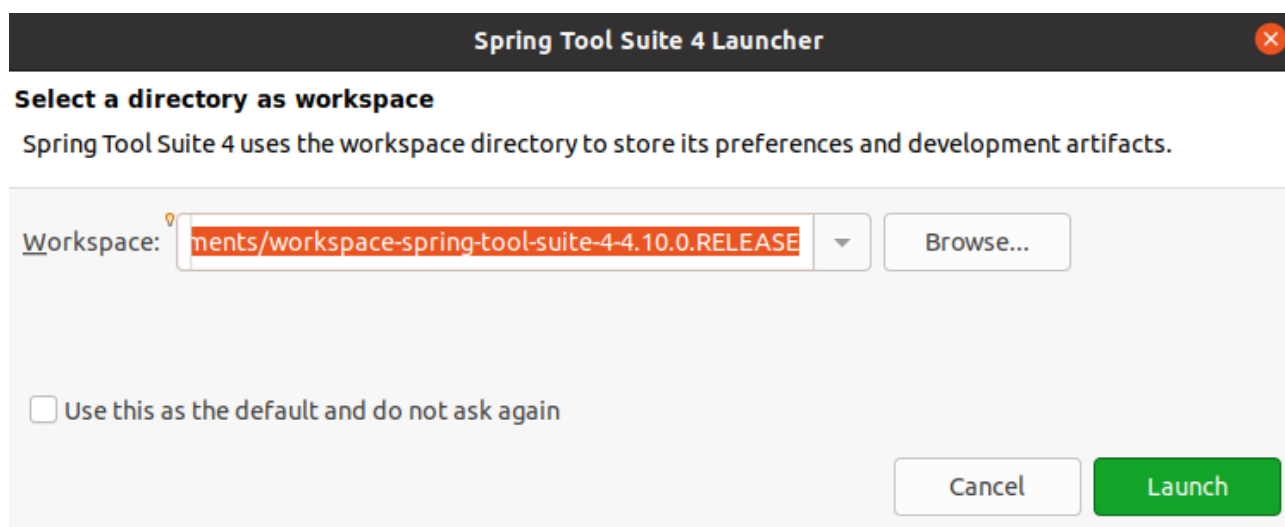 Spring Tool Suite 4 Launcher
Select a directory as workspace
Spring Tool Suite 4 uses the workspace directory to store its preferences and development artifacts.
Workspace: ments/workspace-spring-tool-suite-4-4.10.0.RELEASE Browse...
Use this as the default and do not ask again
Cancel Launch